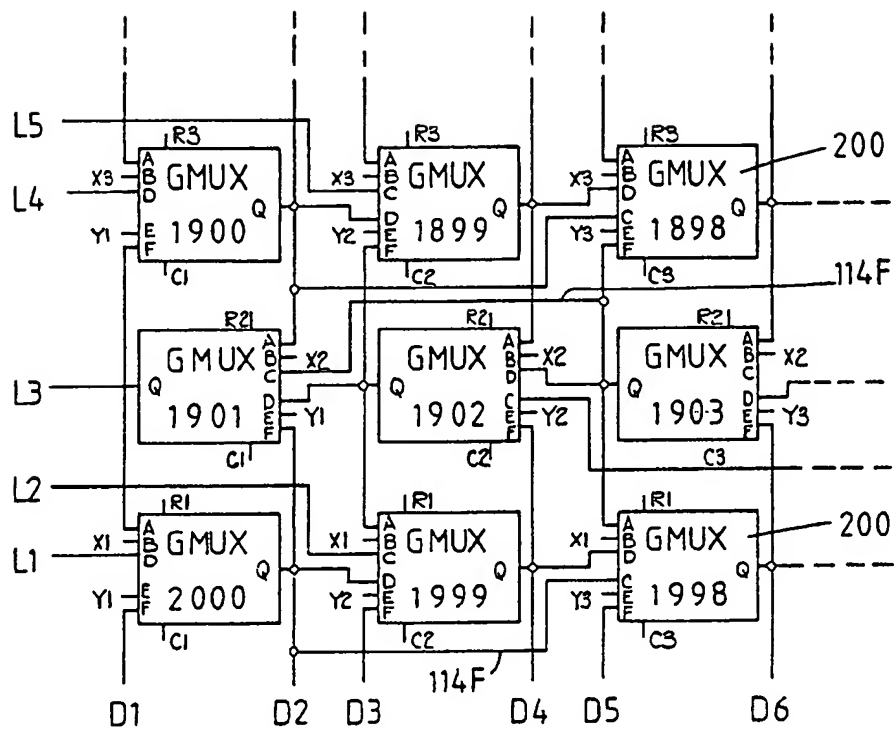 L5
L4
L3
L2
L1
R3
A
B
D
E
F
X3
Y1
GMUX
Q
1900
C1
R3
A
B
C
D
E
F
X3
Y2
GMUX
Q
1899
C2
R3
A
B
D
C
E
F
X3
Y3
GMUX
Q
1898
C3
200
114F
R2
A
B
C
D
E
F
X2
Y1
GMUX
Q
1901
C1
R2
A
B
D
C
E
F
X2
Y2
GMUX
Q
1902
C2
R2
A
B
C
D
E
F
X2
Y3
GMUX
Q
1903
C3
R1
A
B
D
E
F
X1
Y1
GMUX
Q
2000
C1
R1
A
B
C
D
E
F
X1
Y2
GMUX
Q
1999
C2
R1
A
B
D
C
E
F
X1
Y3
GMUX
Q
1998
C3
200
114F
D1 D2 D3 D4 D5 D6